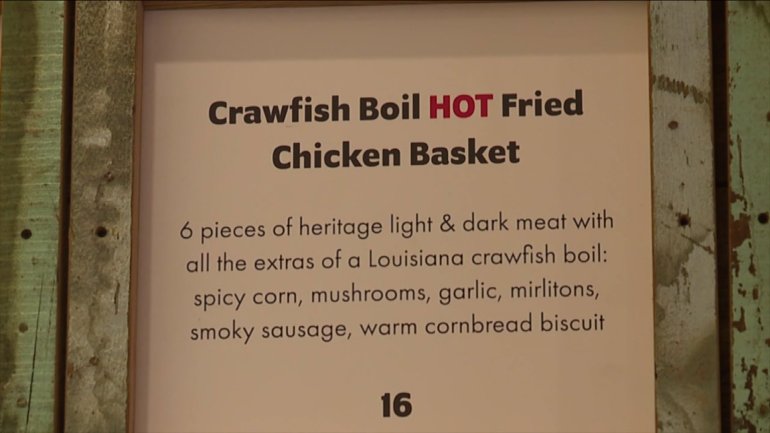 Crawfish Boil HOT Fried
Chicken Basket
6 pieces of heritage light & dark meat with
all the extras of a Louisiana crawfish boil:
spicy corn, mushrooms, garlic, mirlitons,
smoky sausage, warm cornbread biscuit
16